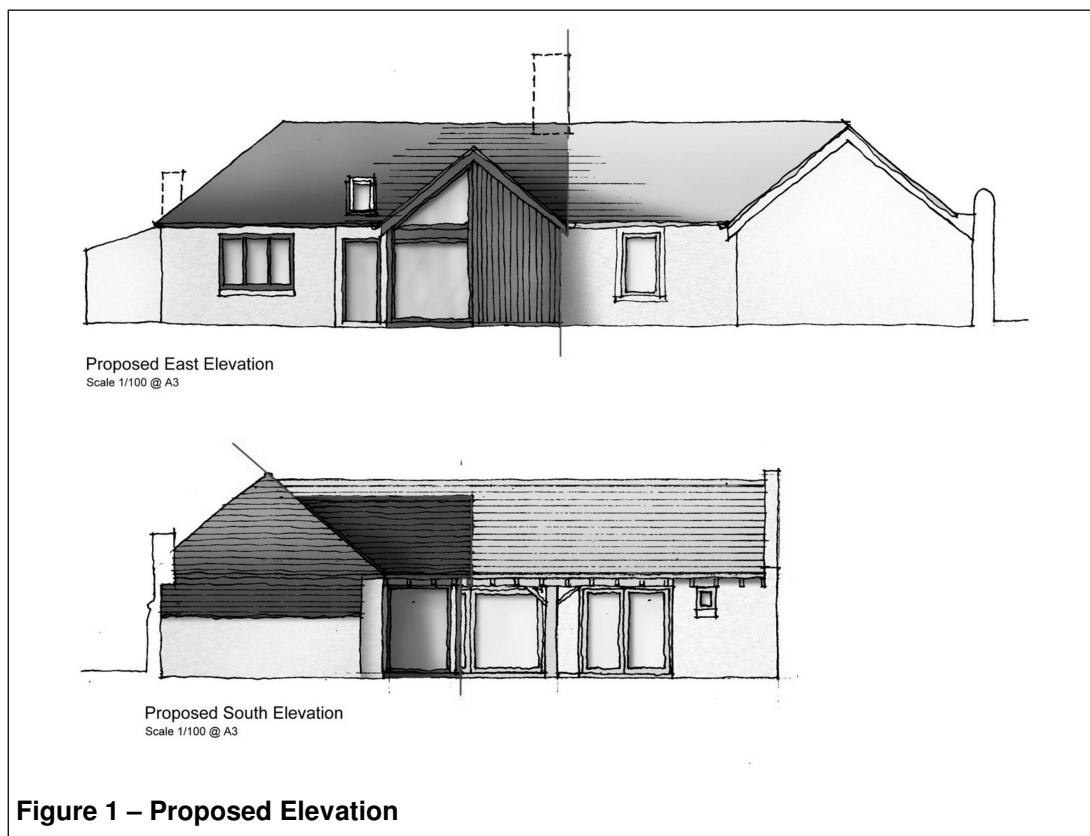 Proposed East Elevation
Scale 1/100 @ A3
Proposed South Elevation
Scale 1/100 @ A3
Figure 1 – Proposed Elevation